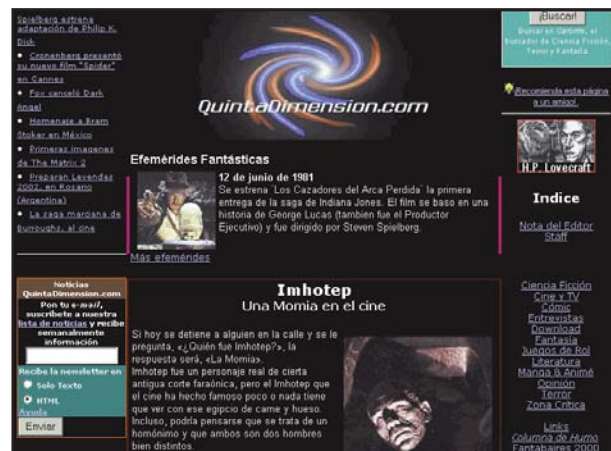 Spielberg estrena
adaptación de Philip K.
Dick
Cronenberg presentó
su nuevo film "Spider"
en Cannes
Fox canceló Dark
Angel
Homenaje a Bram
Stoker en México
Primeras imagenes
de The Matrix 2
Preparan Leyendas
2002, en Rosario
(Argentina)
La saga marciana de
Burroughs, al cine
QuintaDimension.com
¡Buscar!
Buscar en Cariniti, el
buscador de Ciencia Ficción,
Terror y Fantasía
¡Recomienda esta página
a un amigo!
H.P. Lovecraft
Efemérides Fantásticas
12 de junio de 1981
Se estrena ´Los Cazadores del Arca Perdida´ la primera
entrega de la saga de Indiana Jones. El film se baso en una
historia de George Lucas (tambien fue el Productor
Ejecutivo) y fue dirigido por Steven Spielberg.
Más efemérides
Indice
Nota del Editor
Staff
Noticias
QuintaDimension.com
Pon tu e-mail,
suscribete a nuestra
lista de noticias y recibe
semanalmente
información
Recibe la newsletter en
Solo Texto
HTML
Ayuda
Enviar
Imhotep
Una Momia en el cine
Si hoy se detiene a alguien en la calle y se le
pregunta, «¿Quién fue Imhotep?», la
respuesta será, «La Momia».
Imhotep fue un personaje real de cierta
antigua corte faraónica, pero el Imhotep que
el cine ha hecho famoso poco o nada tiene
que ver con ese egipcio de carne y hueso.
Incluso, podría pensarse que se trata de un
homónimo y que ambos son dos hombres
bien distintos.
Ciencia Ficción
Cine y TV
Cómic
Entrevistas
Download
Fantasía
Juegos de Rol
Literatura
Manga & Animé
Opinión
Terror
Zona Crítica
Links
Columna de Humo
Fantabaires 2000